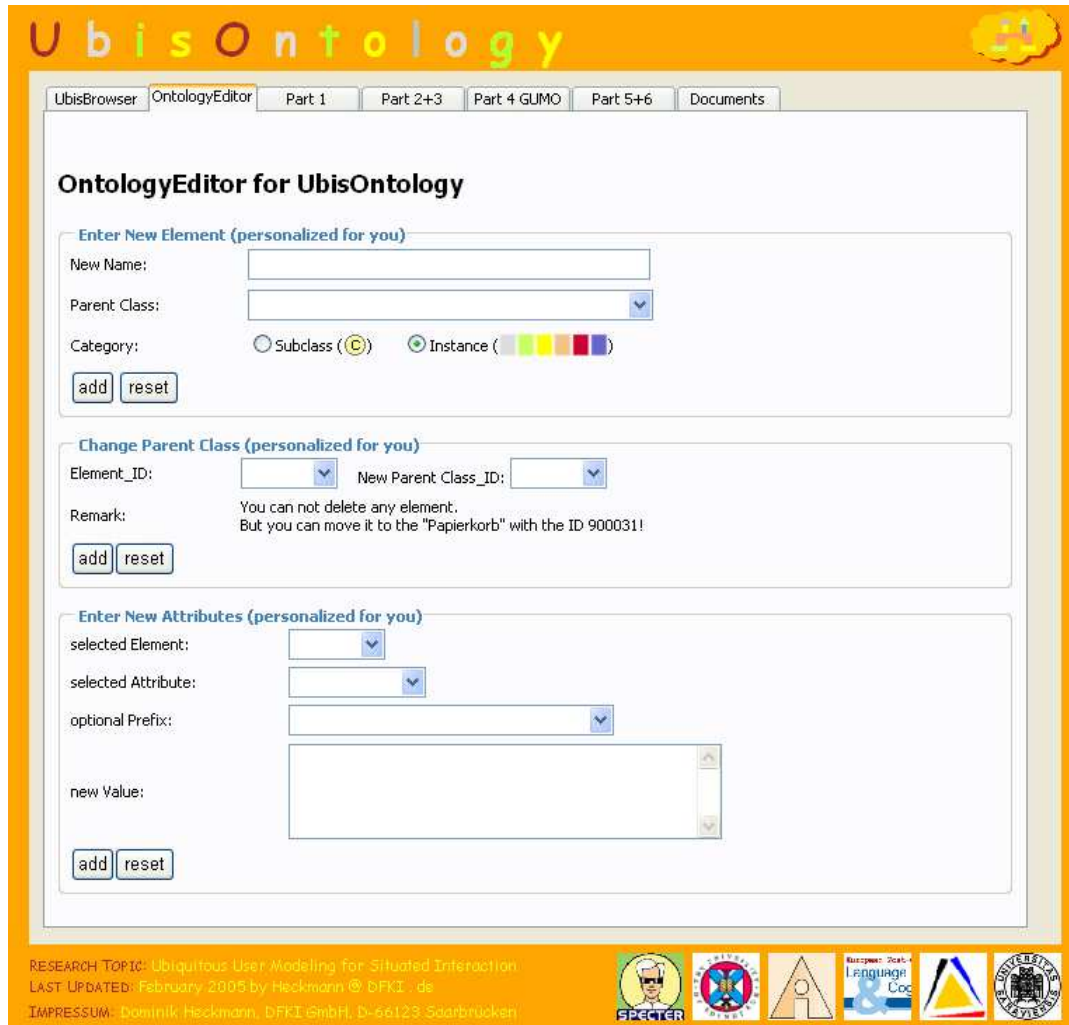 UbisOntology
UbisBrowser OntologyEditor Part 1 Part 2+3 Part 4 GUMO Part 5+6 Documents
OntologyEditor for UbisOntology
Enter New Element (personalized for you)
New Name:
Parent Class:
Category: Subclass (C) Instance ( )
add reset
Change Parent Class (personalized for you)
Element_ID: New Parent Class_ID:
Remark: You can not delete any element.
But you can move it to the "Papierkorb" with the ID 900031!
add reset
Enter New Attributes (personalized for you)
selected Element:
selected Attribute:
optional Prefix:
new Value:
add reset
RESEARCH TOPIC: Ubiquitous User Modeling for Situated Interaction
LAST UPDATED: February 2005 by Heckmann @ DFKI . de
IMPRESSUM: Dominik Heckmann, DFKI GmbH, D-66123 Saarbrücken
SPECTER
European
Language
& Cog